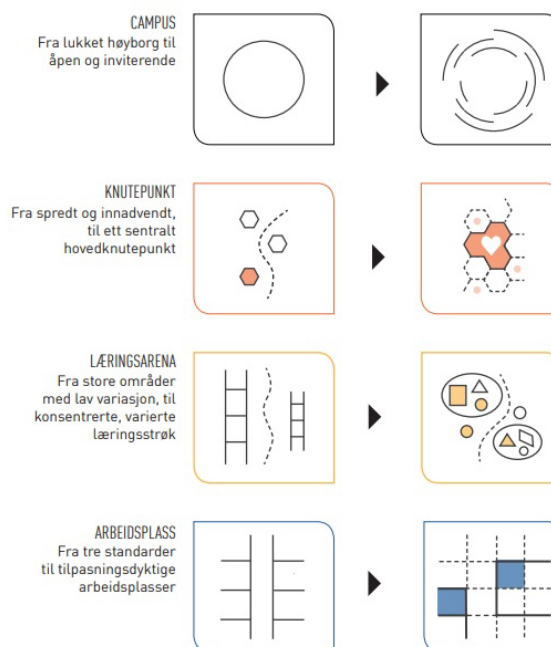 CAMPUS
Fra lukket høyborg til
åpen og inviterende
KNUTEPUNKT
Fra spredt og innadvendt,
til ett sentralt
hovedknutepunkt
LÆRINGSARENA
Fra store områder
med lav variasjon, til
konsentrerte, varierte
læringsstrøk
ARBEIDSPLASS
Fra tre standarder
til tilpasningsdyktige
arbeidsplasser